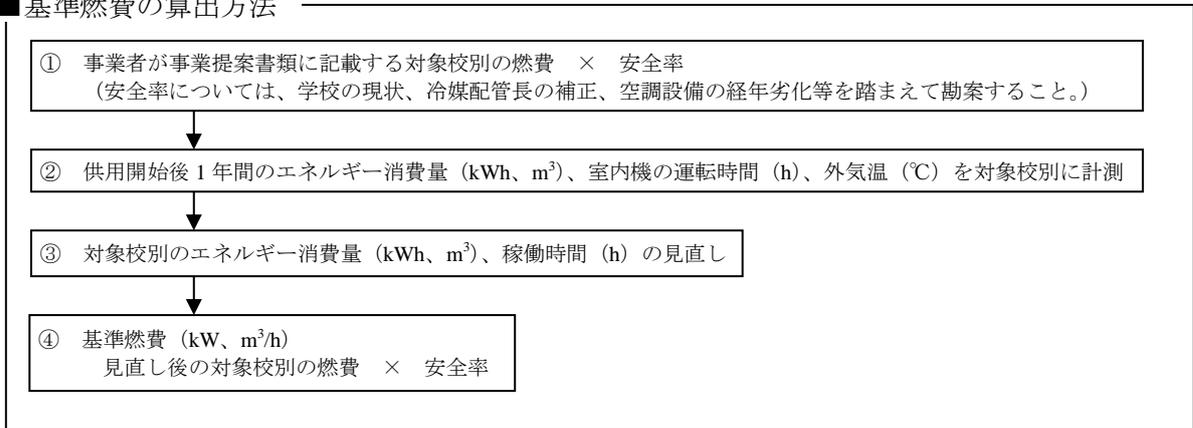 ■基準燃費の算出方法
① 事業者が事業提案書類に記載する対象校別の燃費 × 安全率
（安全率については、学校の現状、冷媒配管長の補正、空調設備の経年劣化等を踏まえて勘案すること。）
② 供用開始後 1 年間のエネルギー消費量（kWh、m³）、室内機の運転時間（h）、外気温（℃）を対象校別に計測
③ 対象校別のエネルギー消費量（kWh、m³）、稼働時間（h）の見直し
④ 基準燃費（kW、m³/h）
見直し後の対象校別の燃費 × 安全率